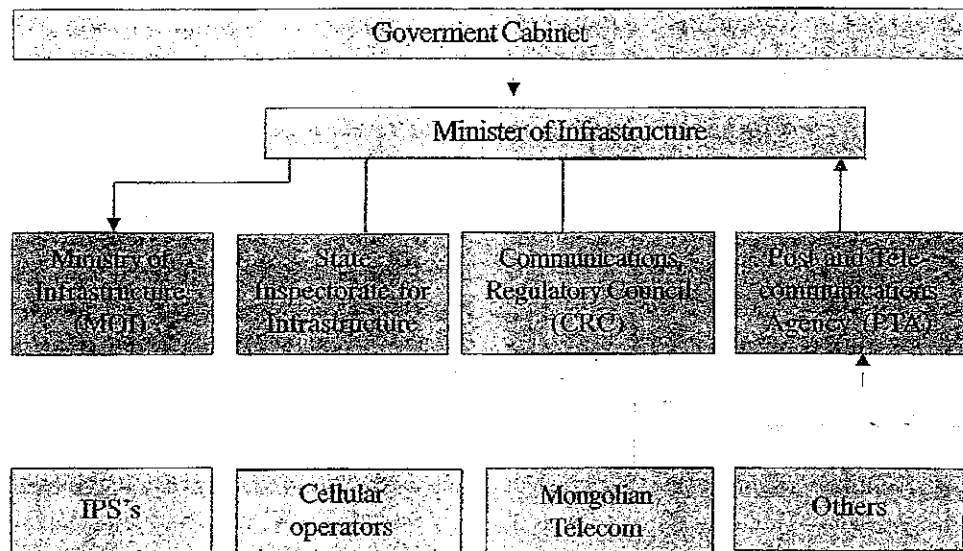 Goverment Cabinet
Minister of Infrastructure
Ministry of
Infrastructure
(MOI)
State
Inspectorate for
Infrastructure
Communications
Regulatory Council
(CRC)
Post and Tele-
communications
Agency (PTA)
IPS's
Cellular
operators
Mongolian
Telecom
Others